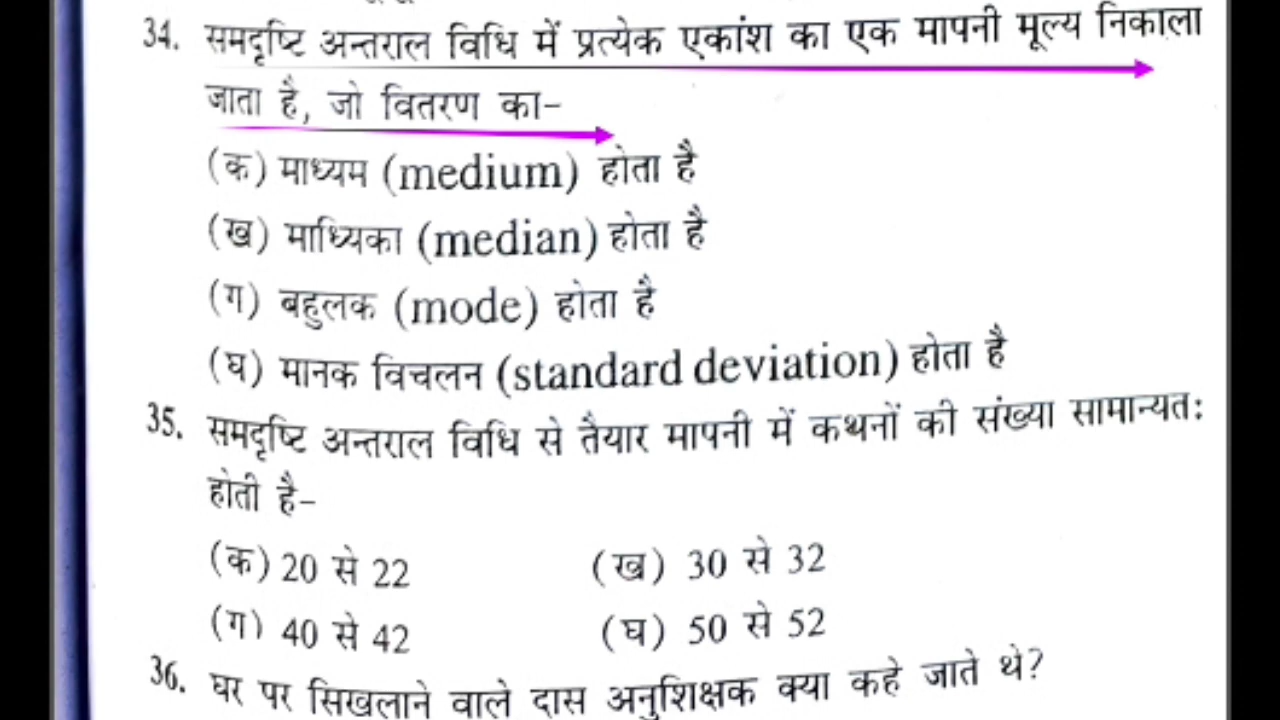 34. समदृष्टि अन्तराल विधि में प्रत्येक एकांश का एक मापनी मूल्य निकाला
जाता है, जो वितरण का-
(क) माध्यम (medium) होता है
(ख) माध्यिका (median) होता है
(ग) बहुलक (mode) होता है
(घ) मानक विचलन (standard deviation) होता है
35. समदृष्टि अन्तराल विधि से तैयार मापनी में कथनों की संख्या सामान्यतः
होती है-
(क) 20 से 22 (ख) 30 से 32
(ग) 40 से 42 (घ) 50 से 52
36. घर पर सिखलाने वाले दास अनुशिक्षक क्या कहे जाते थे?